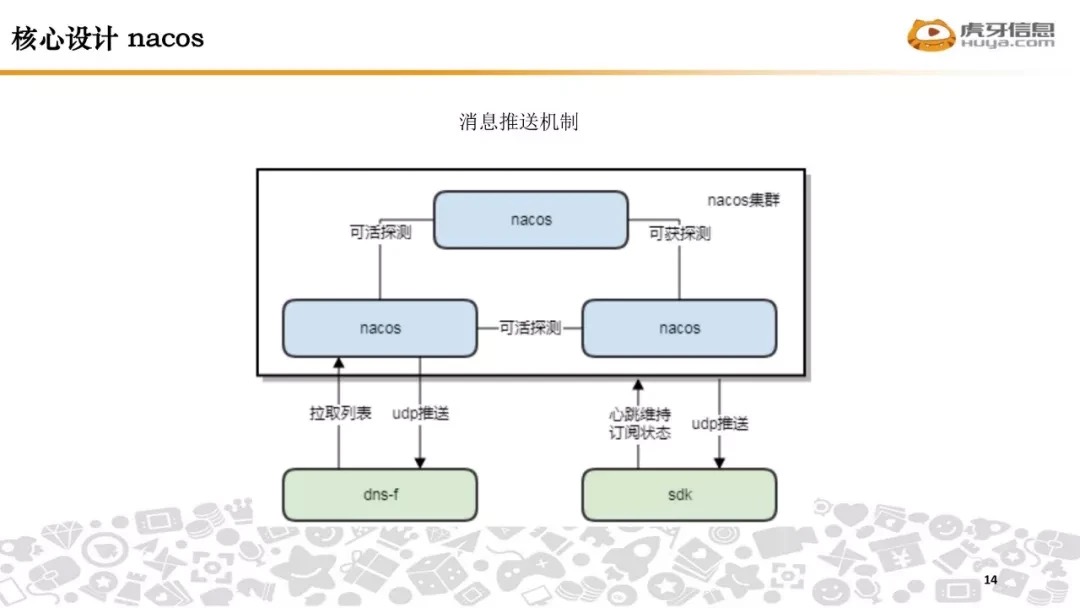 核心设计 nacos
虎牙信息
HUYA.com
消息推送机制
nacos集群
nacos
可活探测
可获探测
nacos
可活探测
nacos
拉取列表
udp推送
心跳维持
订阅状态
udp推送
dns-f
sdk
14